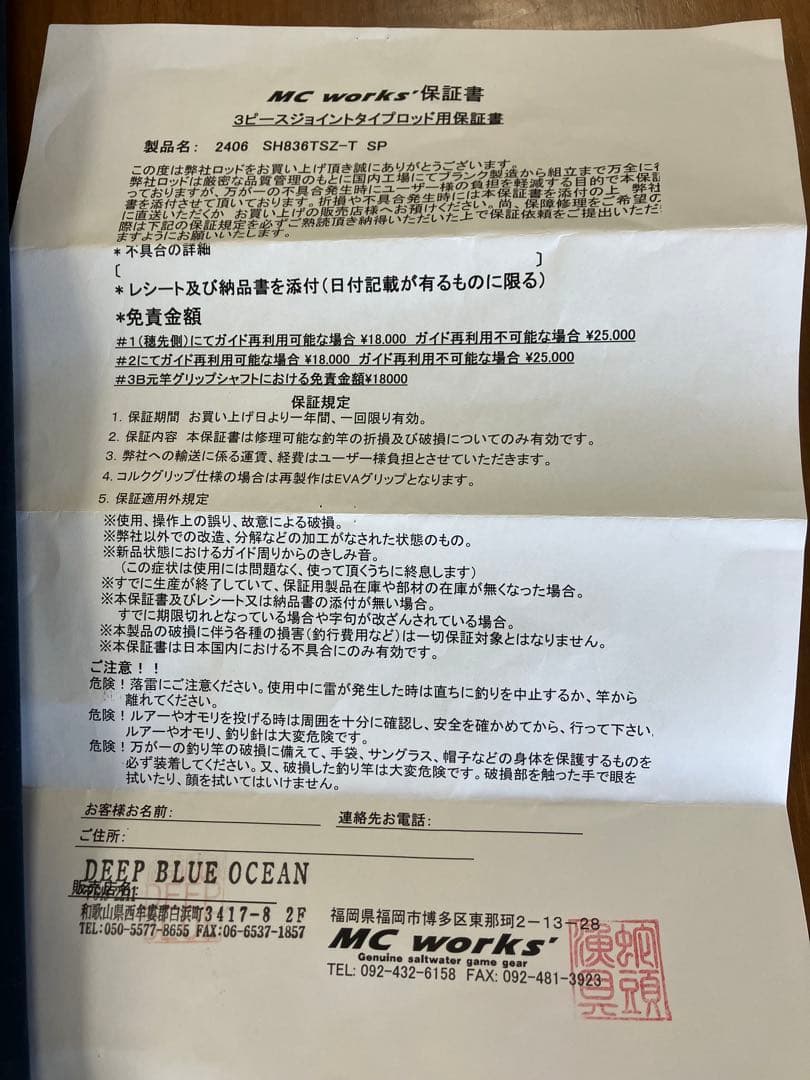 MC works'保証書
3ピースジョイントタイプロッド用保証書
製品名: 2406 SH836TSZ-T SP
この度は弊社ロッドをお買い上げ頂き誠にありがとうございます。
弊社ロッドは厳密な品質管理のもとに国内工場にてブランク製造から組立まで万全に行
っておりますが、万が一の不具合発生時にユーザー様の負担を軽減する目的で本保証
書を添付させて頂いております。折損や不具合発生時には本保証書を添付の上、弊社
に直送いただくか お買い上げの販売店様へお預けください。尚、保障修理をご希望の
際は下記の保証規定を必ずご熟読頂き納得いただいた上で保証依頼をご提出いただき
ますようにお願いいたします。
*不具合の詳細
[ ]
*レシート及び納品書を添付(日付記載が有るものに限る)
*免責金額
#1(穂先側)にてガイド再利用可能な場合 ¥18.000 ガイド再利用不可能な場合 ¥25.000
#2にてガイド再利用可能な場合 ¥18.000 ガイド再利用不可能な場合 ¥25.000
#3B元竿グリップシャフトにおける免責金額¥18000
保証規定
1. 保証期間 お買い上げ日より一年間、一回限り有効。
2. 保証内容 本保証書は修理可能な釣竿の折損及び破損についてのみ有効です。
3. 弊社への輸送に係る運賃、経費はユーザー様負担とさせていただきます。
4. コルクグリップ仕様の場合は再製作はEVAグリップとなります。
5. 保証適用外規定
※使用、操作上の誤り、故意による破損。
※弊社以外での改造、分解などの加工がなされた状態のもの。
※新品状態におけるガイド周りからのきしみ音。
(この症状は使用には問題なく、使って頂くうちに終息します)
※すでに生産が終了していて、保証用製品在庫や部材の在庫が無くなった場合。
※本保証書及びレシート又は納品書の添付が無い場合。
すでに期限切れとなっている場合や字句が改ざんされている場合。
※本製品の破損に伴う各種の損害(釣行費用など)は一切保証対象とはなりません。
※本保証書は日本国内における不具合にのみ有効です。
ご注意!!
危険!落雷にご注意ください。使用中に雷が発生した時は直ちに釣りを中止するか、竿から
離れてください。
危険!ルアーやオモリを投げる時は周囲を十分に確認し、安全を確かめてから、行って下さい。
ルアーやオモリ、釣り針は大変危険です。
危険!万が一の釣り竿の破損に備えて、手袋、サングラス、帽子などの身体を保護するものを
必ず装着してください。又、破損した釣り竿は大変危険です。破損部を触った手で眼を
拭いたり、顔を拭いてはいけません。
お客様お名前:
連絡先お電話:
ご住所:
DEEP BLUE OCEAN
販売店名:
和歌山県西牟婁郡白浜町3417-8 2F
TEL:050-5577-8655 FAX:06-6537-1857
福岡県福岡市博多区東那珂2-13-28
MC works'
Genuine saltwater game gear
TEL: 092-432-6158 FAX: 092-481-3923
蛇頭
漁具